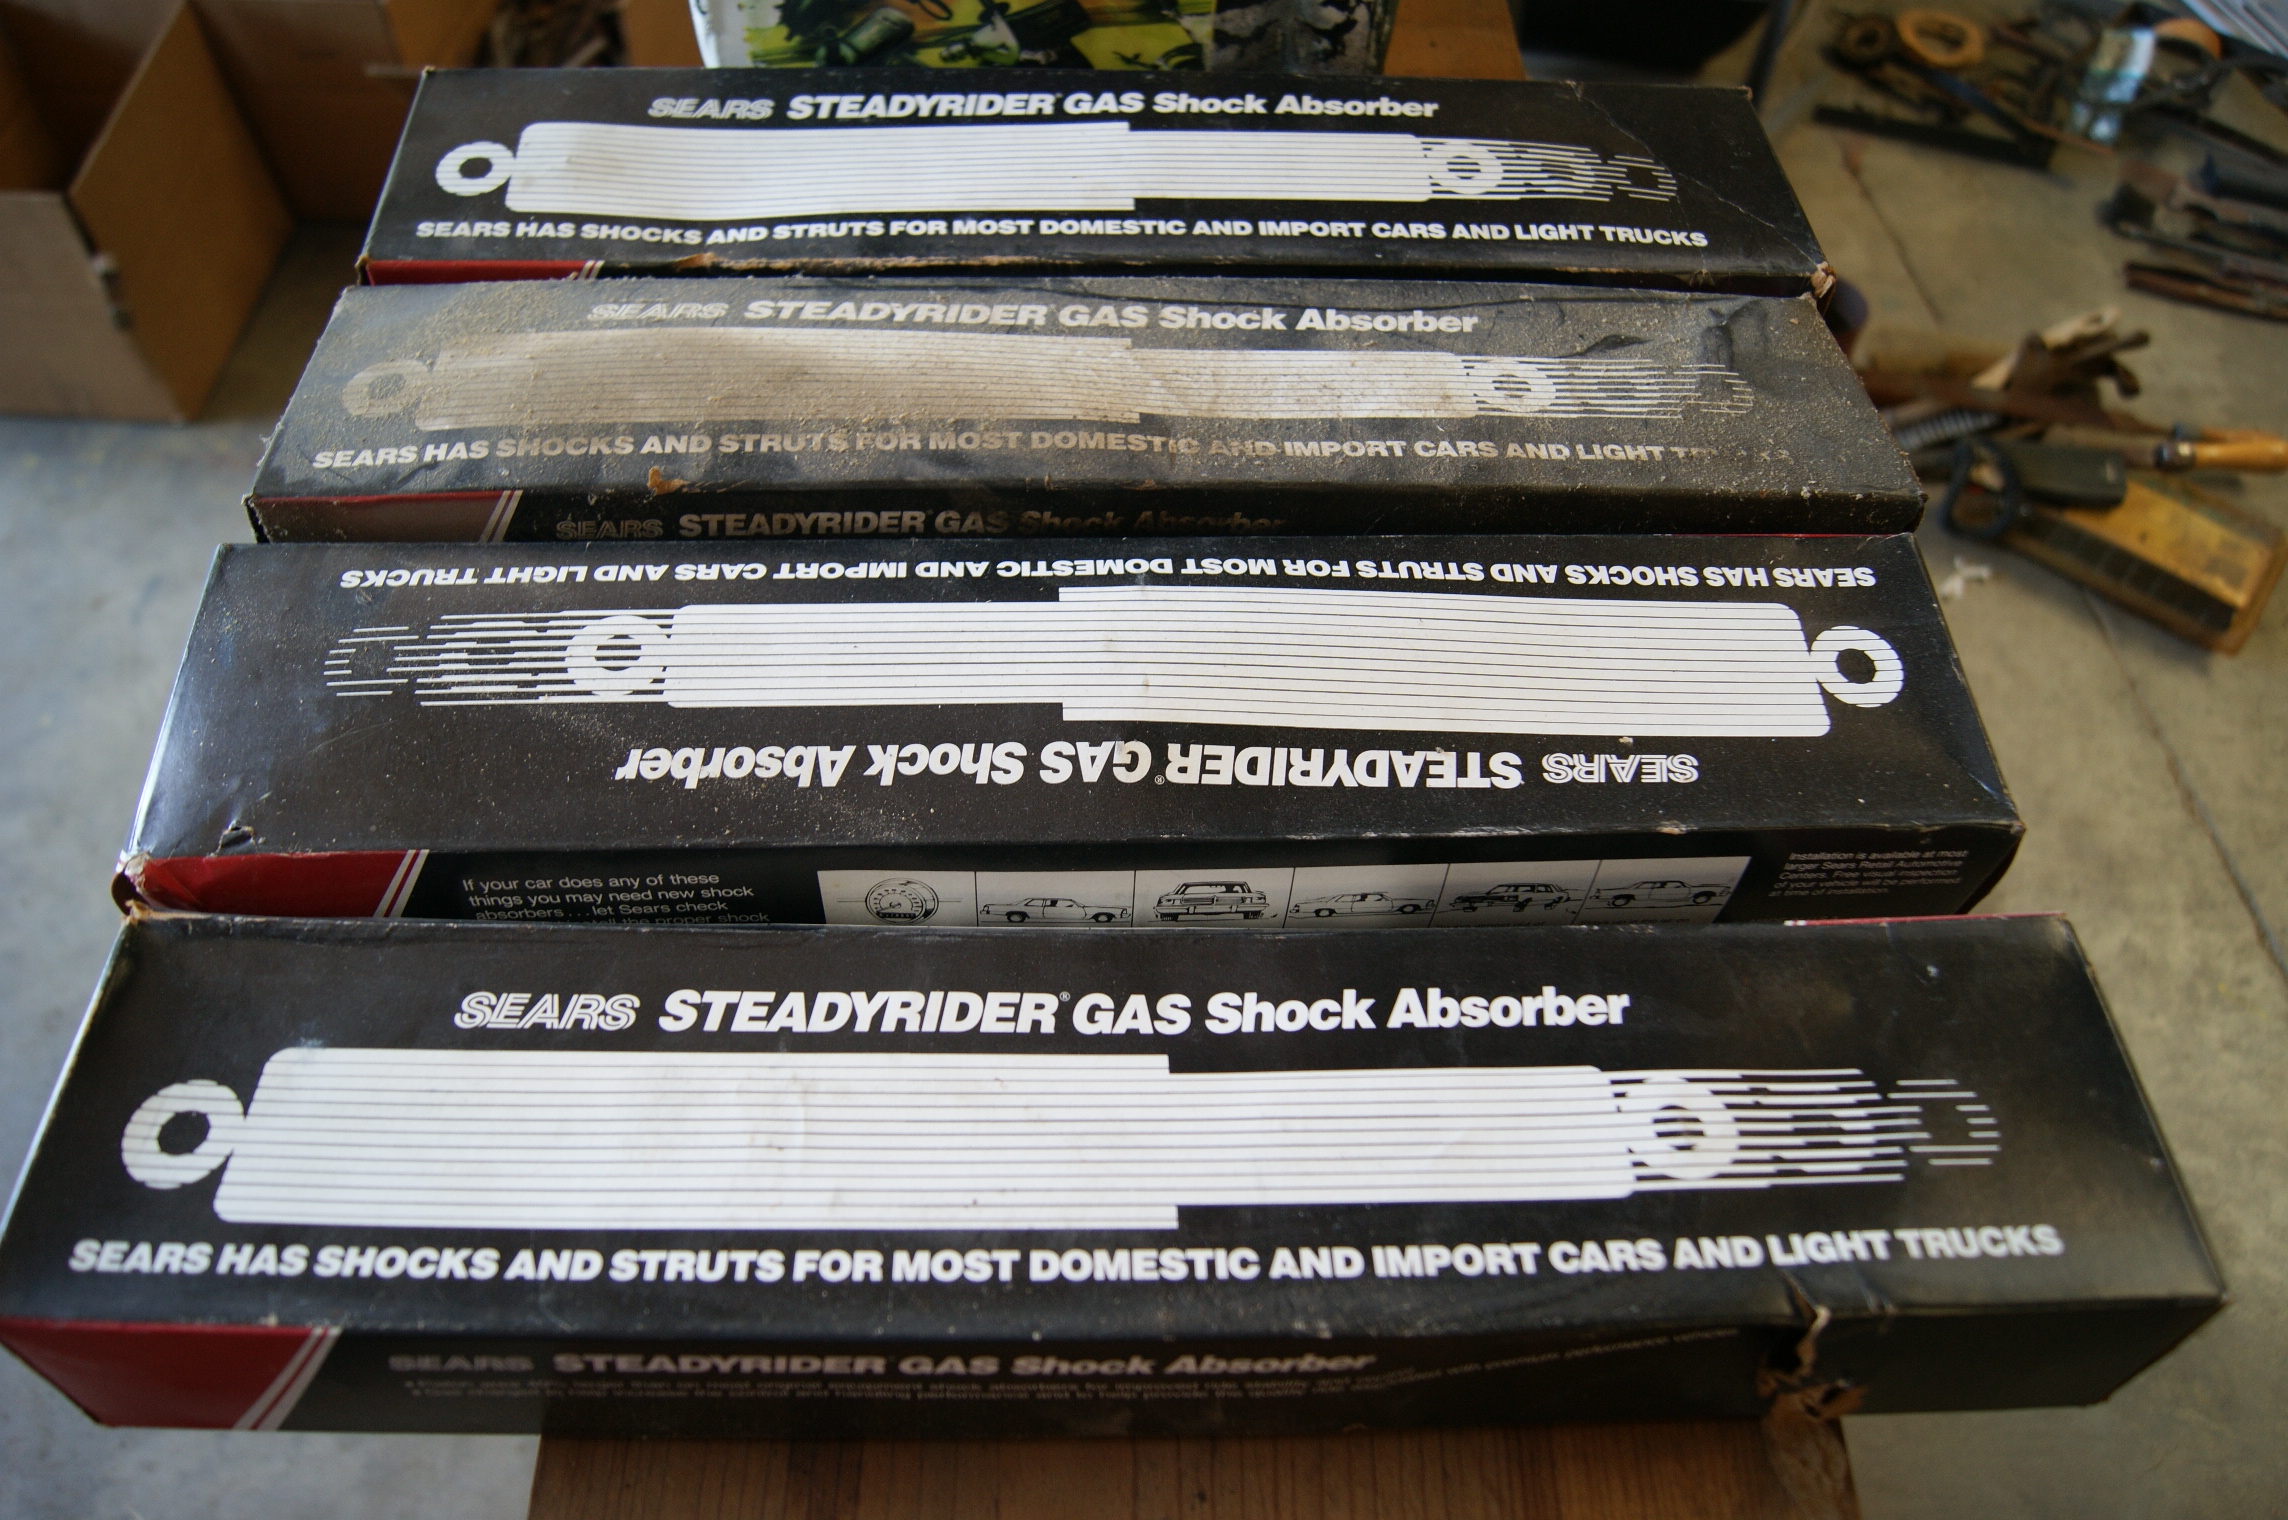 SEARS STEADYRIDER® GAS Shock Absorber
SEARS HAS SHOCKS AND STRUTS FOR MOST DOMESTIC AND IMPORT CARS AND LIGHT TRUCKS
SEARS STEADYRIDER GAS Shock Absorber
SEARS HAS SHOCKS AND STRUTS FOR MOST DOMESTIC AND IMPORT CARS AND LIGHT
SEARS STEADYRIDER® GAS Shock Absorber
SEARS HAS SHOCKS AND STRUTS FOR MOST DOMESTIC AND IMPORT CARS AND LIGHT TRUCKS
SEARS STEADYRIDER® GAS Shock Absorber
If your car does any of these
things you may need new shock
absorbers . . . let Sears check
tell the proper shock
Installation is available at most
larger Sears Retail Automotive
Centers. Free visual inspection
of your vehicle will be performed
at time of installation.
SEARS STEADYRIDER® GAS Shock Absorber
SEARS HAS SHOCKS AND STRUTS FOR MOST DOMESTIC AND IMPORT CARS AND LIGHT TRUCKS
SEARS STEADYRIDER GAS Shock Absorber